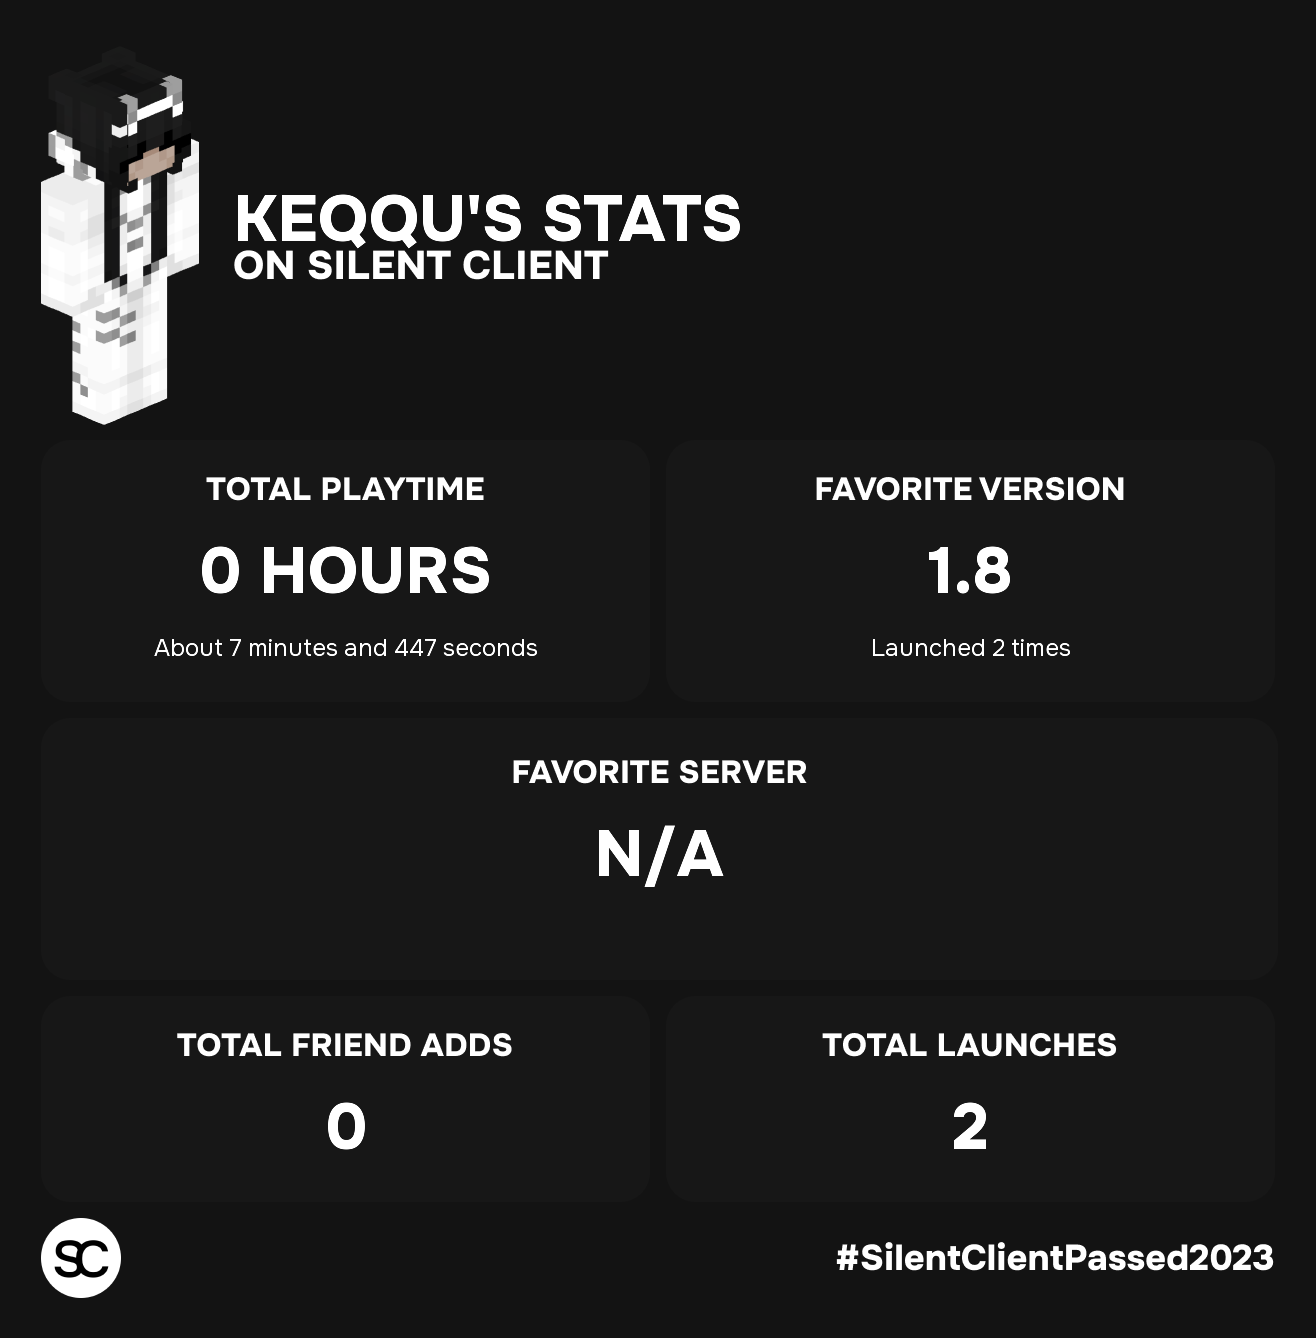 KEQQU'S STATS
ON SILENT CLIENT
TOTAL PLAYTIME
0 HOURS
About 7 minutes and 447 seconds
FAVORITE VERSION
1.8
Launched 2 times
FAVORITE SERVER
N/A
TOTAL FRIEND ADDS
0
TOTAL LAUNCHES
2
SC
#SilentClientPassed2023